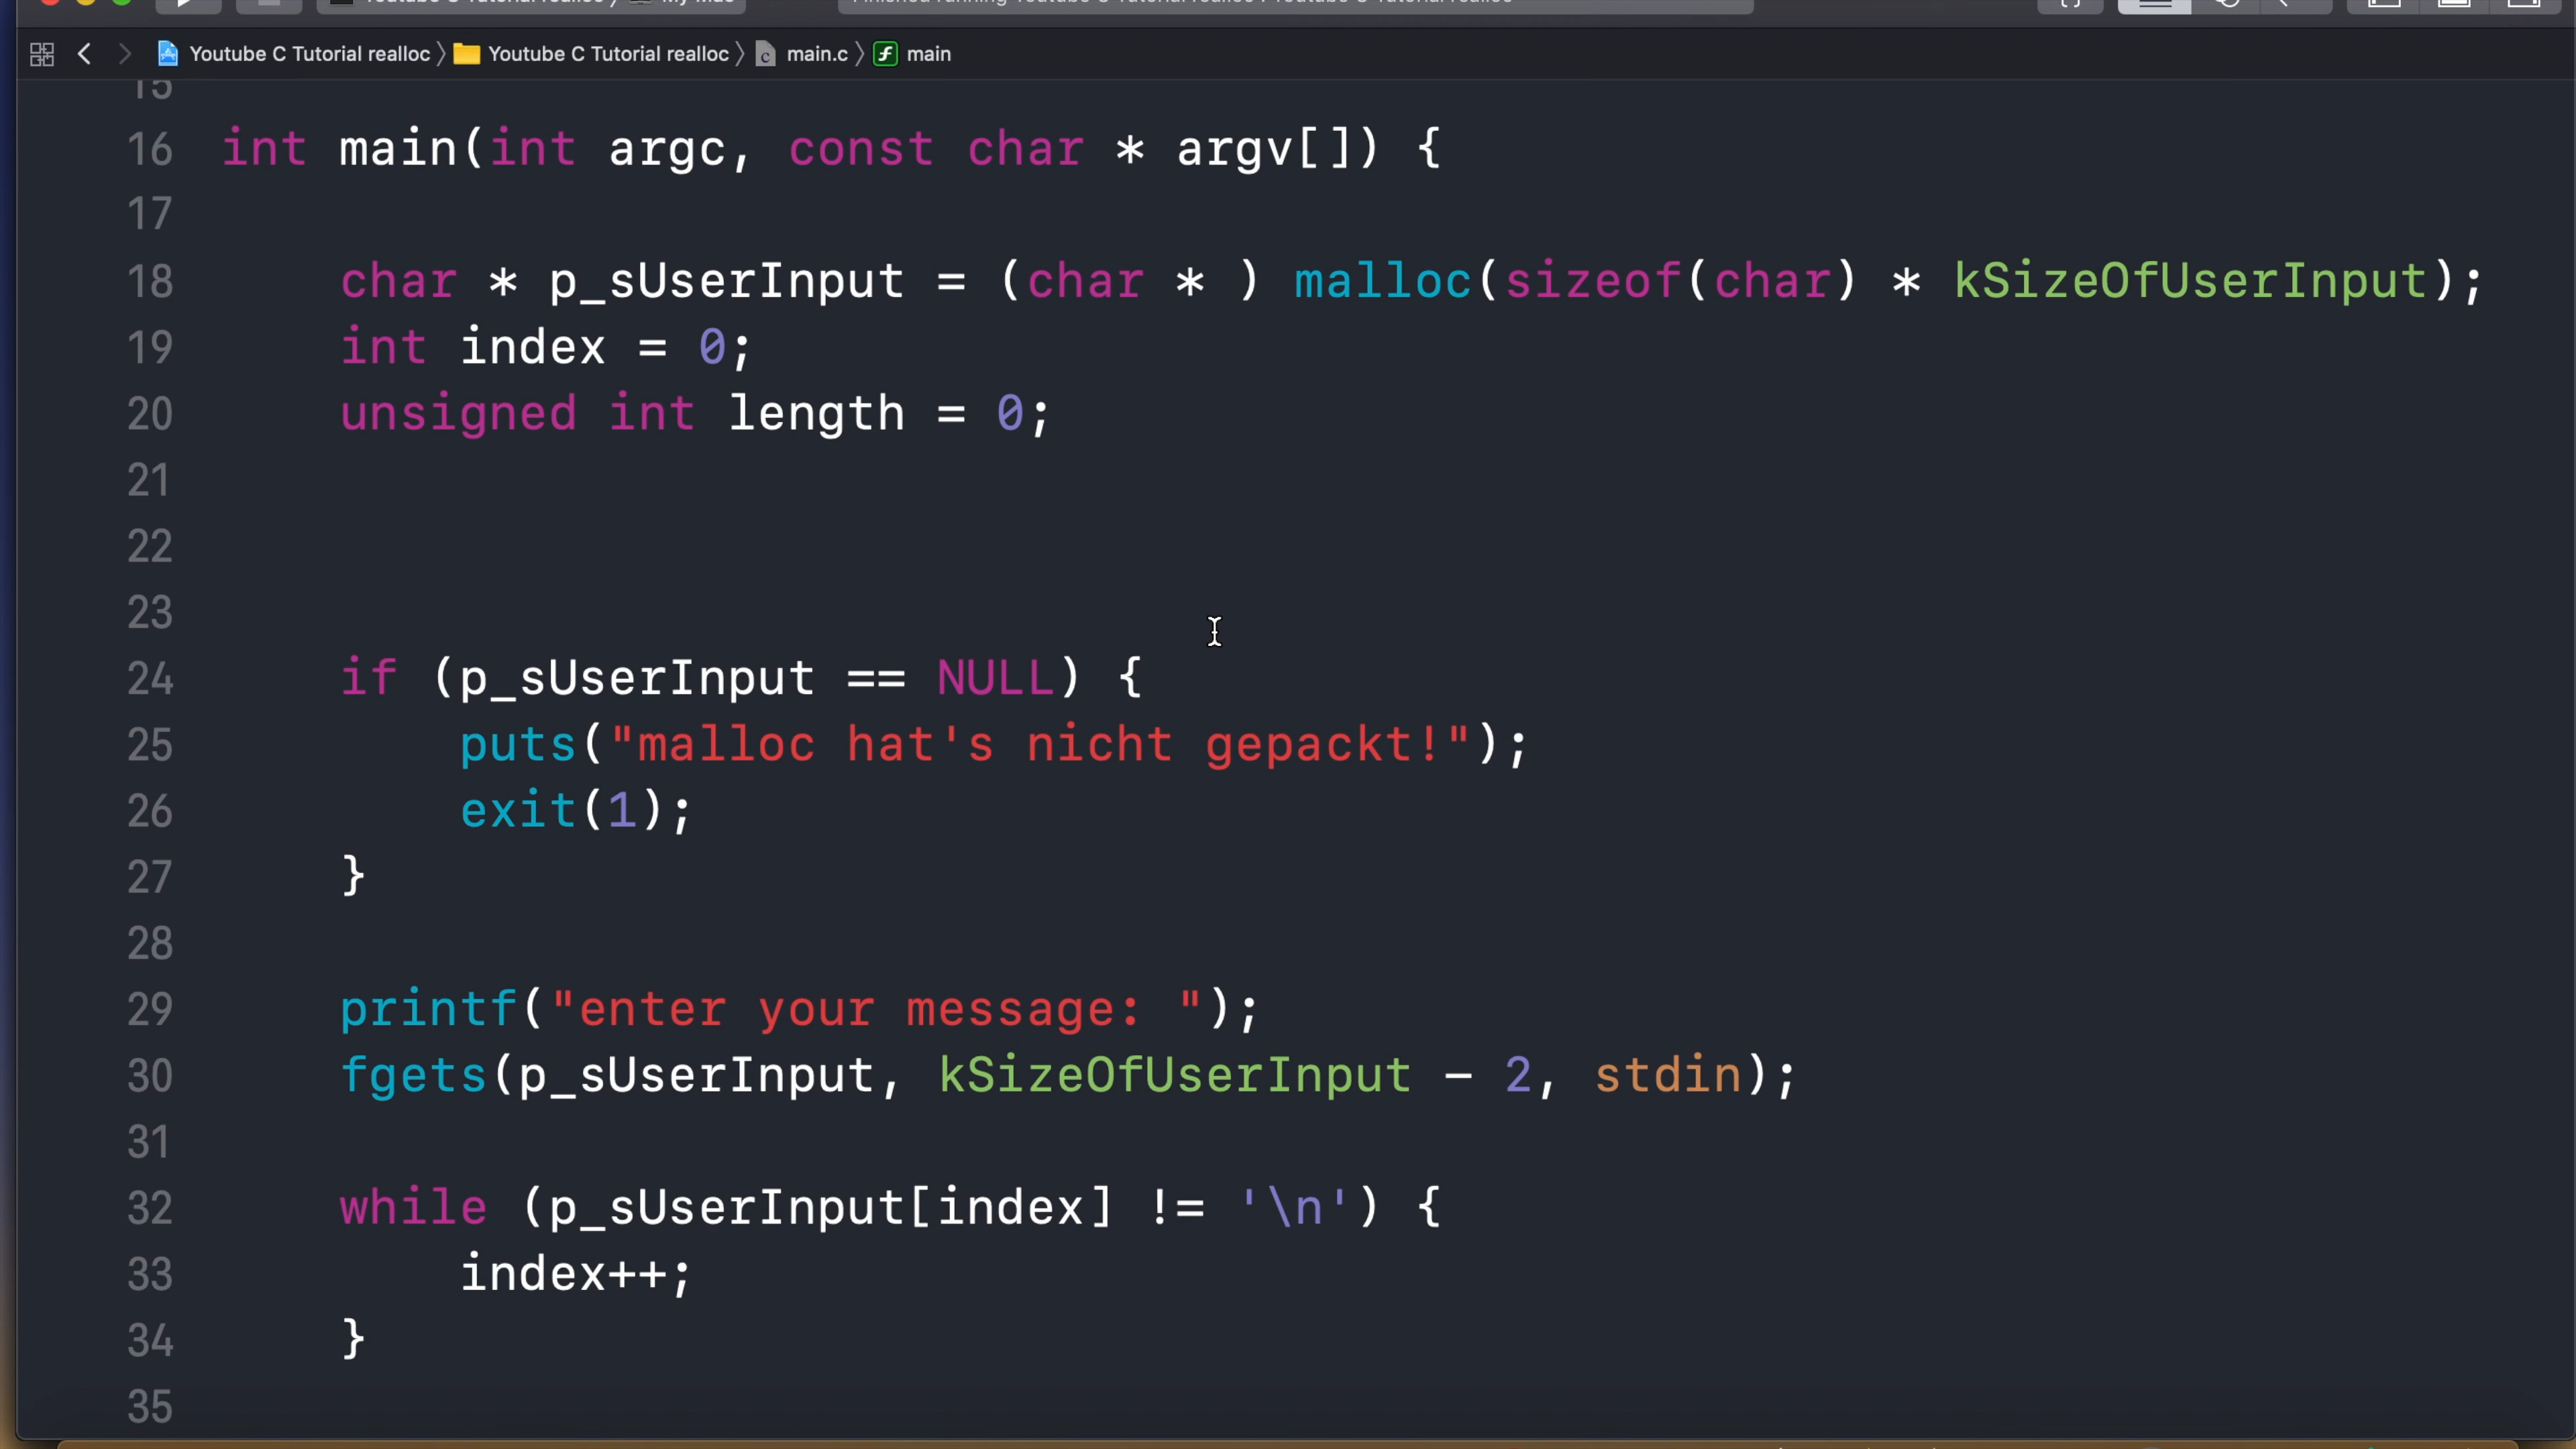 Youtube C Tutorial realloc 〉 Youtube C Tutorial realloc 〉 main.c 〉 main
15
16 int main(int argc, const char * argv[]) {
17
18 char * p_sUserInput = (char * ) malloc(sizeof(char) * kSizeOfUserInput);
19 int index = 0;
20 unsigned int length = 0;
21
22
23
24 if (p_sUserInput == NULL) {
25 puts("malloc hat's nicht gepackt!");
26 exit(1);
27 }
28
29 printf("enter your message: ");
30 fgets(p_sUserInput, kSizeOfUserInput - 2, stdin);
31
32 while (p_sUserInput[index] != '\n') {
33 index++;
34 }
35